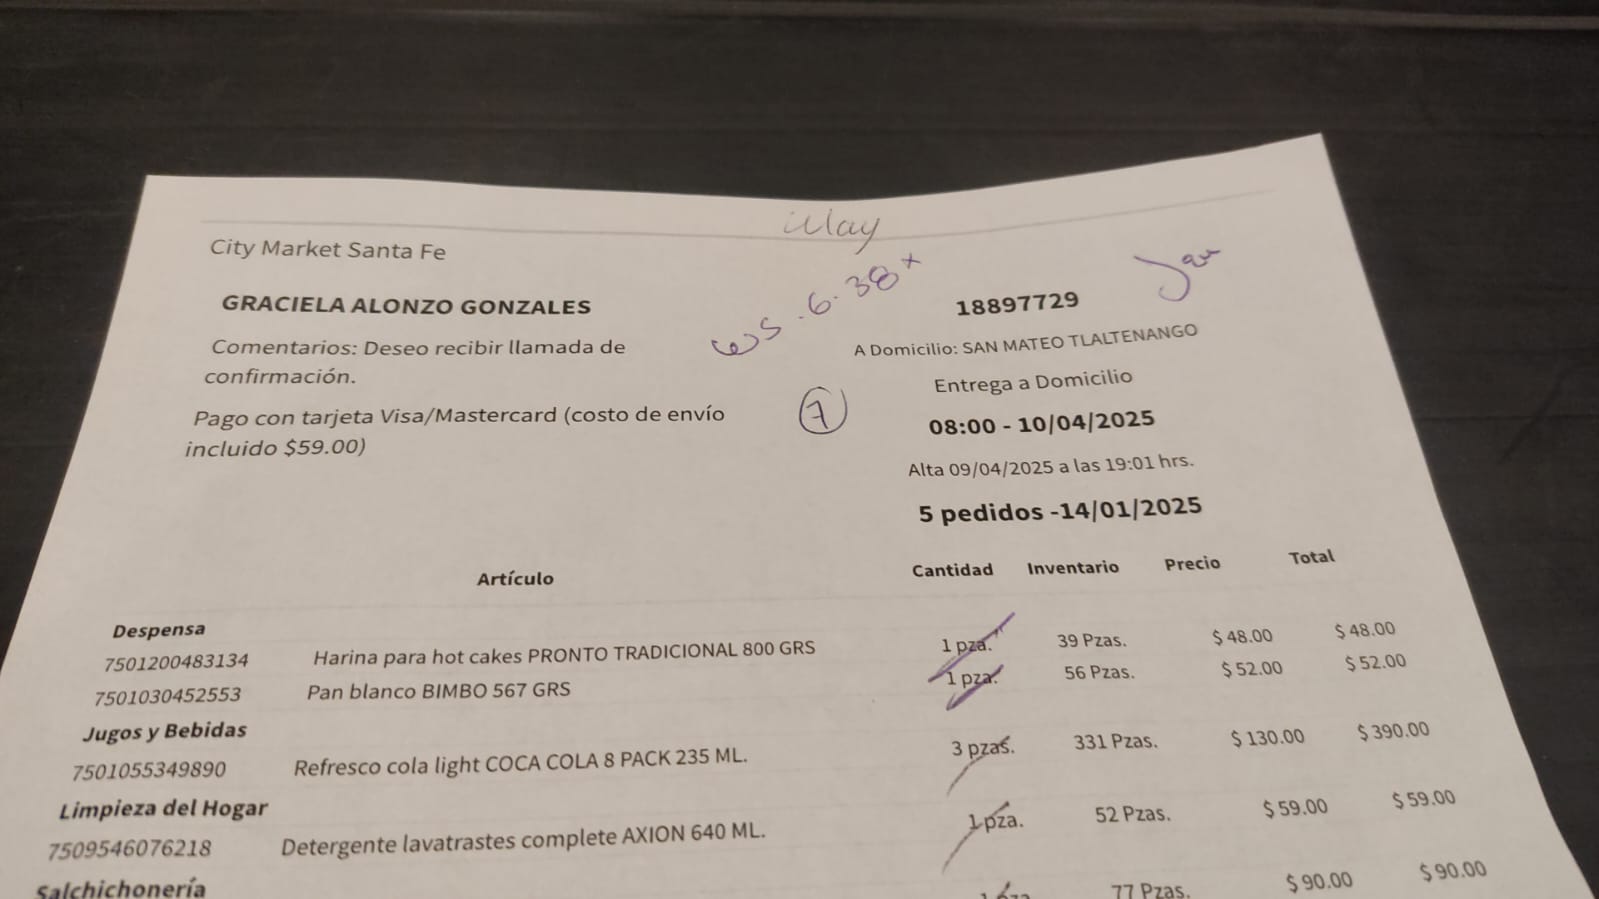 May
City Market Santa Fe
GRACIELA ALONZO GONZALES
Comentarios: Deseo recibir llamada de
confirmación.
Pago con tarjeta Visa/Mastercard (costo de envío
incluido $59.00)
6.38
7
18897729
A Domicilio: SAN MATEO TLALTENANGO
Entrega a Domicilio
08:00 - 10/04/2025
Alta 09/04/2025 a las 19:01 hrs.
5 pedidos -14/01/2025
Artículo Cantidad Inventario Precio Total
Despensa
7501200483134 Harina para hot cakes PRONTO TRADICIONAL 800 GRS 1 pza. 39 Pzas. $ 48.00 $ 48.00
7501030452553 Pan blanco BIMBO 567 GRS 1 pza. 56 Pzas. $ 52.00 $ 52.00
Jugos y Bebidas
7501055349890 Refresco cola light COCA COLA 8 PACK 235 ML. 3 pzas. 331 Pzas. $ 130.00 $ 390.00
Limpieza del Hogar
7509546076218 Detergente lavatrastes complete AXION 640 ML. 1 pza. 52 Pzas. $ 59.00 $ 59.00
Salchichonería
77 Pzas. $ 90.00 $ 90.00